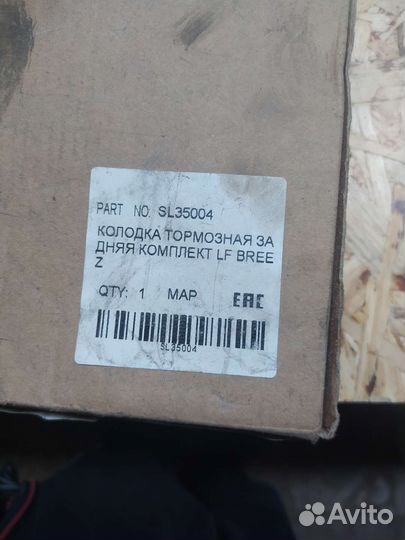 PART NO. SL35004
КОЛОДКА ТОРМОЗНАЯ ЗА
ДНЯЯ КОМПЛЕКТ LF BREE
Z
QTY: 1 MAP EAC
SL35004
Avito